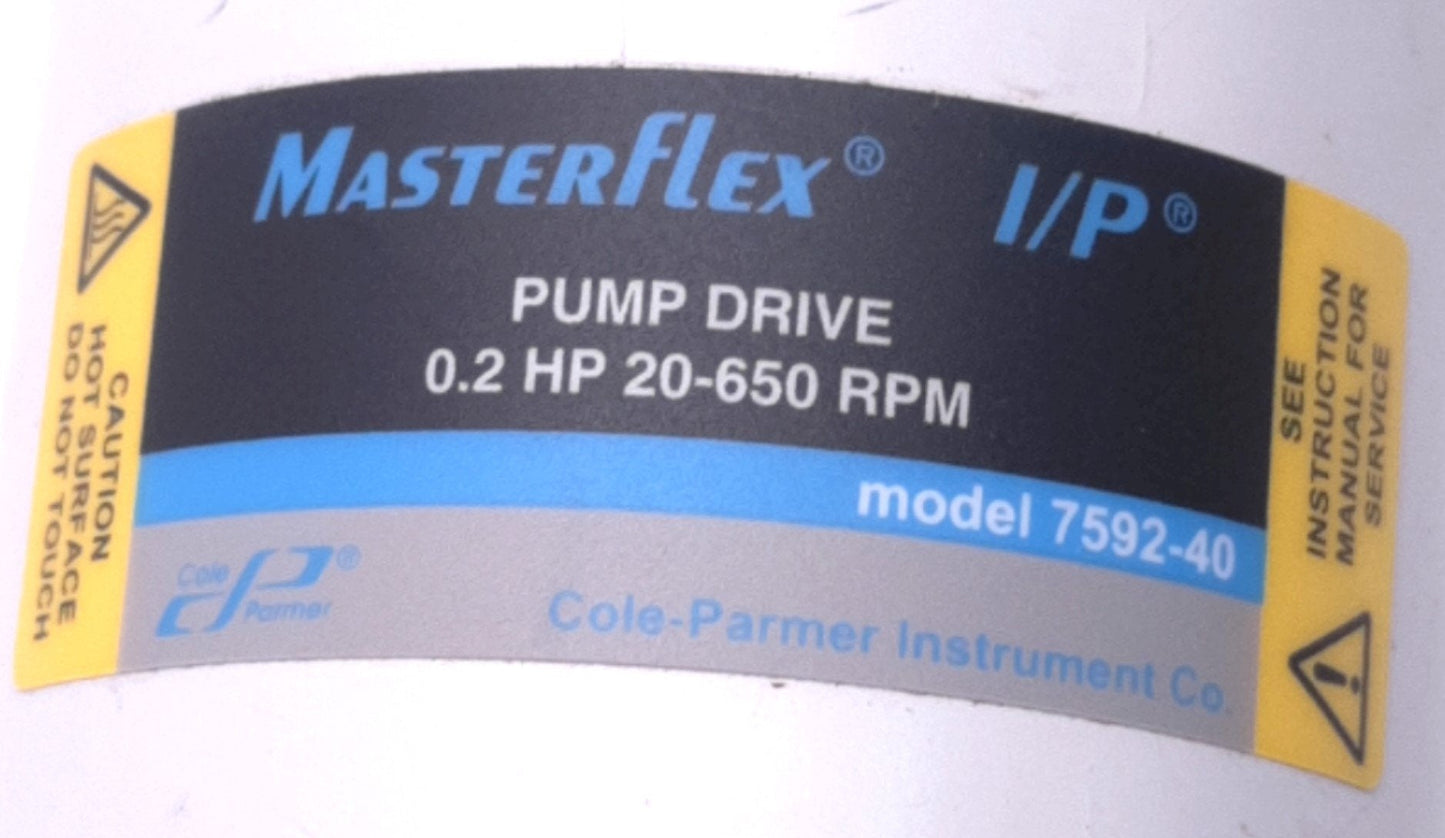 MASTERFLEX® I/P®
PUMP DRIVE
0.2 HP 20-650 RPM
model 7592-40
Cole
Parmer
®
Cole-Parmer Instrument Co.
CAUTION
HOT SURFACE
DO NOT TOUCH
SEE
INSTRUCTION
MANUAL FOR
SERVICE